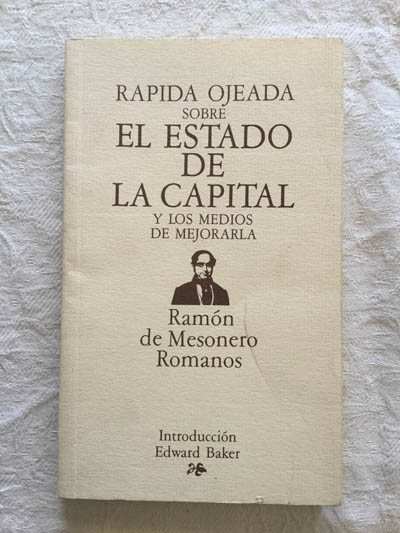 RAPIDA OJEADA
SOBRE
EL ESTADO
DE
LA CAPITAL
Y LOS MEDIOS
DE MEJORARLA
Ramón
de Mesonero
Romanos
Introducción
Edward Baker